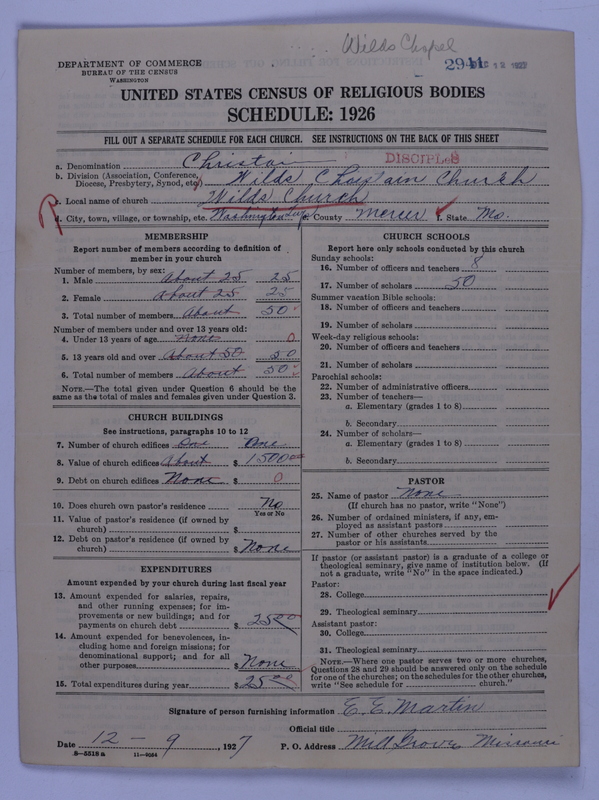 Wilds Chapel
DEPARTMENT OF COMMERCE
BUREAU OF THE CENSUS
WASHINGTON
2941 DEC 12 1927
UNITED STATES CENSUS OF RELIGIOUS BODIES
SCHEDULE: 1926
FILL OUT A SEPARATE SCHEDULE FOR EACH CHURCH. SEE INSTRUCTIONS ON THE BACK OF THIS SHEET
a. Denomination Christain DISCIPLES
b. Division (Association, Conference, Diocese, Presbytery, Synod, etc.) Wilds Chaistain Church
c. Local name of church Wilds Church
d. City, town, village, or township, etc. Washington Twp e. County Mercer f. State Mo.
MEMBERSHIP
Report number of members according to definition of
member in your church
Number of members, by sex:
1. Male About 25 25
2. Female about 25 25
3. Total number of members About 50
Number of members under and over 13 years old:
4. Under 13 years of age None 0
5. 13 years old and over About 50 50
6. Total number of members About 50
NOTE.—The total given under Question 6 should be
the same as the total of males and females given under Question 3.
CHURCH BUILDINGS
See instructions, paragraphs 10 to 12
7. Number of church edifices One One
8. Value of church edifices About $ 1500.00
9. Debt on church edifices None $ 0
10. Does church own pastor's residence No
Yes or No
11. Value of pastor's residence (if owned by
church) $
12. Debt on pastor's residence (if owned by
church) $ None
EXPENDITURES
Amount expended by your church during last fiscal year
13. Amount expended for salaries, repairs,
and other running expenses; for im-
provements or new buildings; and for
payments on church debt $ 25.00
14. Amount expended for benevolences, in-
cluding home and foreign missions; for
denominational support; and for all
other purposes $ None
15. Total expenditures during year $ 25.00
CHURCH SCHOOLS
Report here only schools conducted by this church
Sunday schools:
16. Number of officers and teachers 8
17. Number of scholars 50
Summer vacation Bible schools:
18. Number of officers and teachers
19. Number of scholars
Week-day religious schools:
20. Number of officers and teachers
21. Number of scholars
Parochial schools:
22. Number of administrative officers
23. Number of teachers—
a. Elementary (grades 1 to 8)
b. Secondary
24. Number of scholars—
a. Elementary (grades 1 to 8)
b. Secondary
PASTOR
25. Name of pastor None
(If church has no pastor, write "None")
26. Number of ordained ministers, if any, em-
ployed as assistant pastors
27. Number of other churches served by the
pastor or his assistants
If pastor (or assistant pastor) is a graduate of a college or
theological seminary, give name of institution below. (If
not a graduate, write "No" in the space indicated.)
Pastor:
28. College
29. Theological seminary
Assistant pastor:
30. College
31. Theological seminary
NOTE.—Where one pastor serves two or more churches,
Questions 28 and 29 should be answered only on the schedule
for one of the churches; on the schedules for the other churches,
write "See schedule for church."
Signature of person furnishing information E. E. Martin
Official title
Date 12 - 9, 1927 P. O. Address Mill Grove, Missouri
8-5518a 11-9054